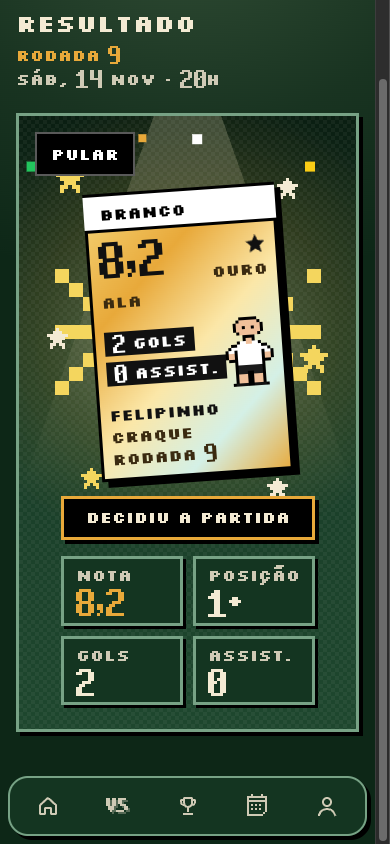 RESULTADO
RODADA 9
SÁB, 14 NOV · 20H
PULAR
BRANCO
8,2
OURO
ALA
2 GOLS
0 ASSIST.
FELIPINHO
CRAQUE
RODADA 9
DECIDIU A PARTIDA
NOTA
8,2
POSIÇÃO
1º
GOLS
2
ASSIST.
0
VS